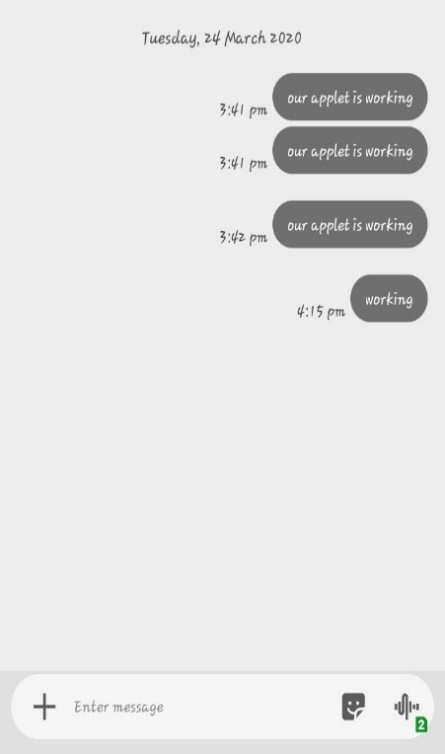 Tuesday, 24 March 2020
our applet is working
3:41 pm
our applet is working
3:41 pm
our applet is working
3:42 pm
working
4:15 pm
Enter message
2